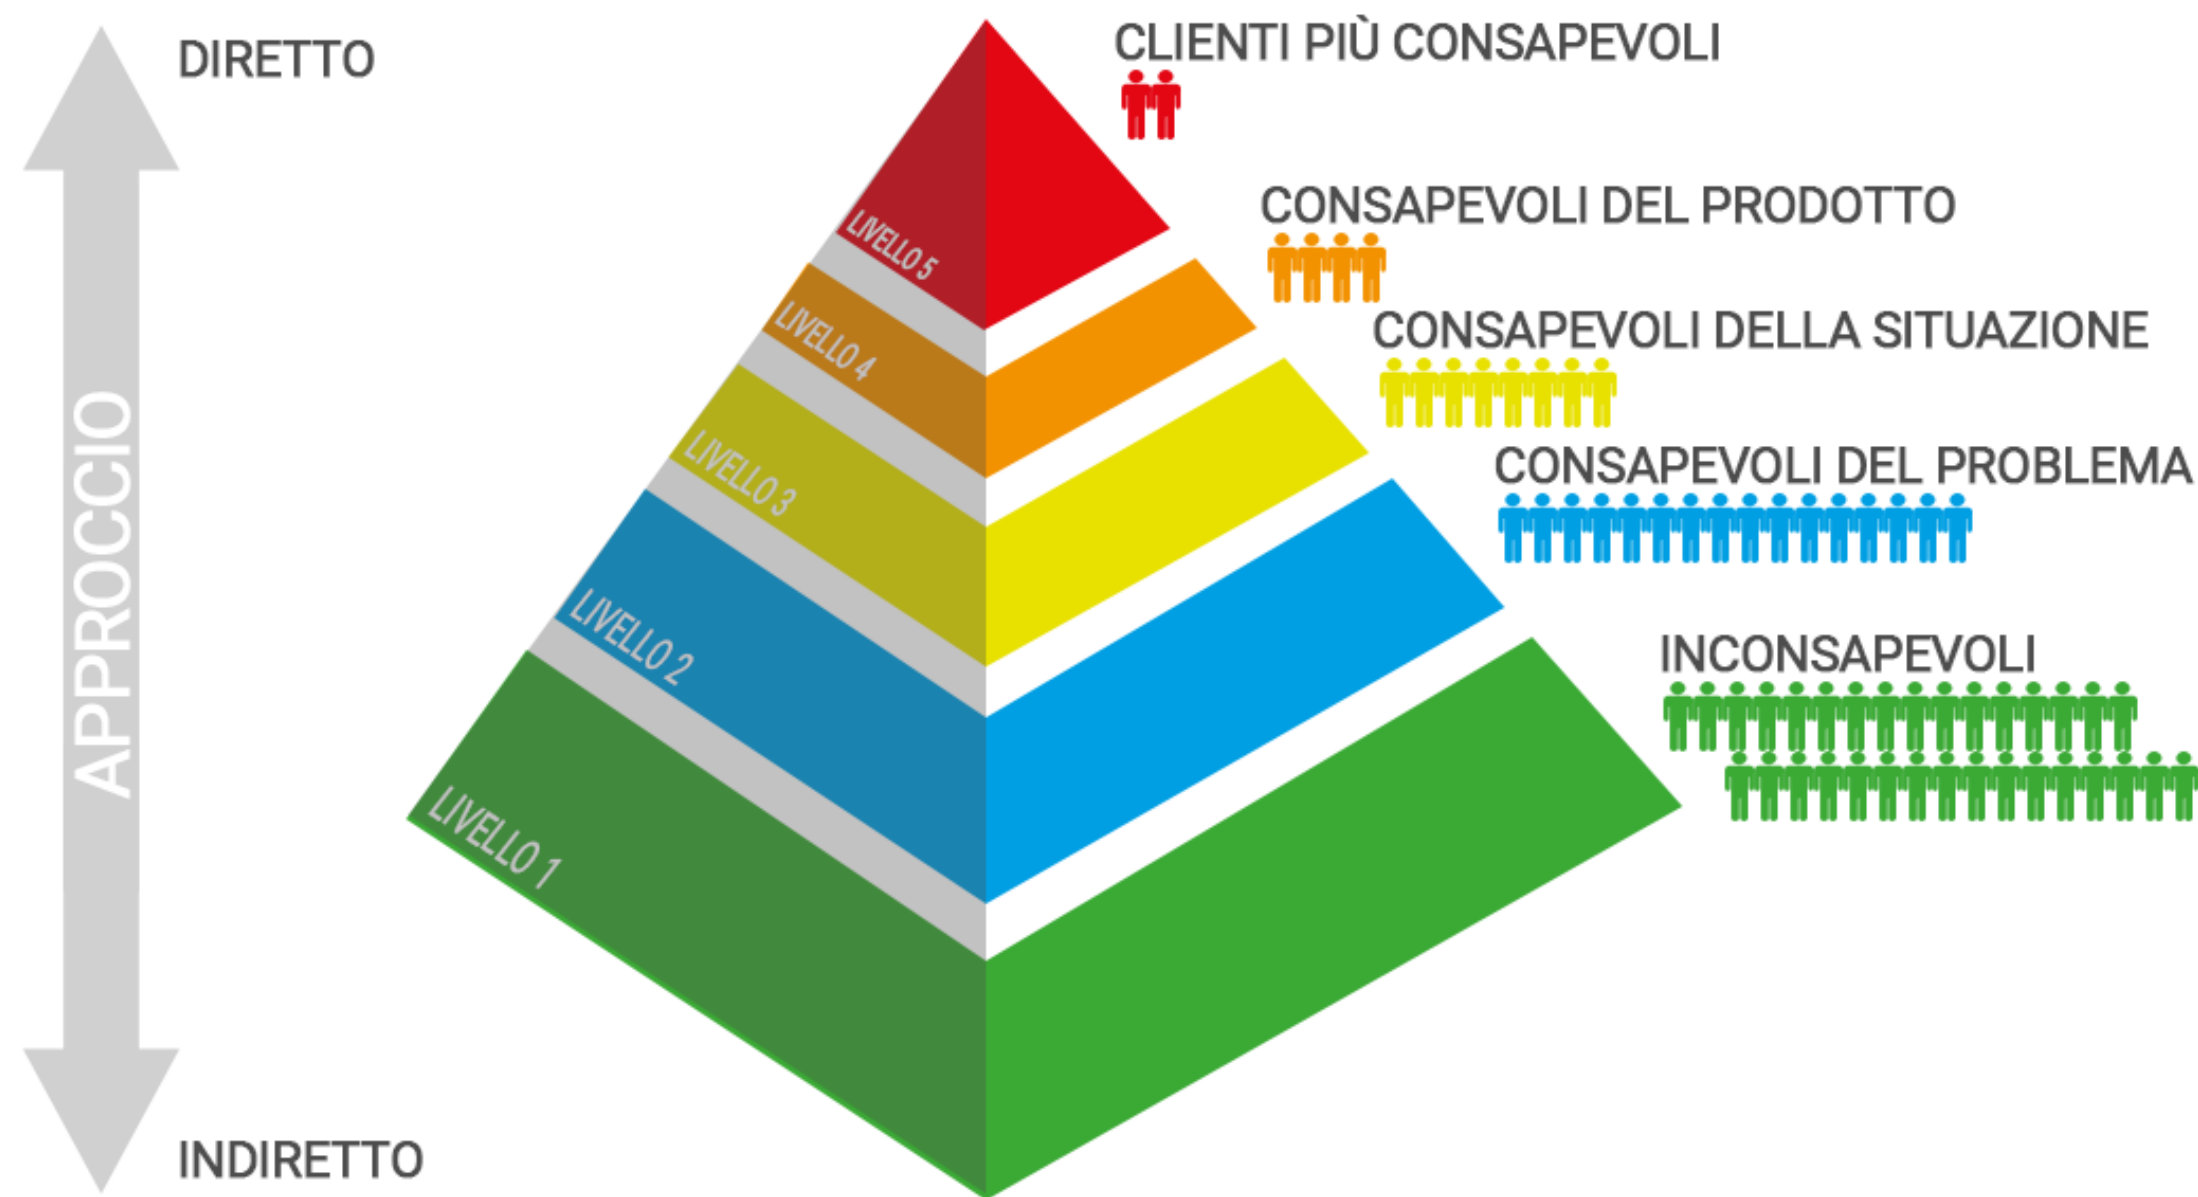 DIRETTO
CLIENTI PIÙ CONSAPEVOLI
CONSAPEVOLI DEL PRODOTTO
LIVELLO 5
CONSAPEVOLI DELLA SITUAZIONE
LIVELLO 4
CONSAPEVOLI DEL PROBLEMA
LIVELLO 3
APPROCCIO
INCONSAPEVOLI
LIVELLO 2
LIVELLO 1
INDIRETTO